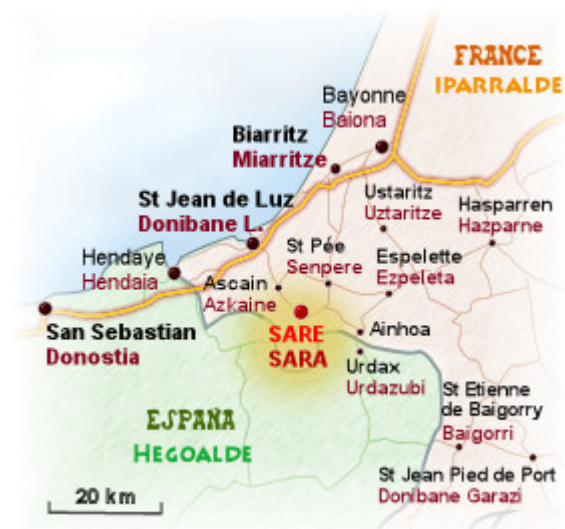 FRANCE
IPARRALDE
Bayonne
Baiona
Biarritz
Miarritze
St Jean de Luz
Donibane L.
Ustaritz
Uztaritze
Hasparren
Hazparne
Hendaye
Hendaia
St Pée
Senpere
Espelette
Ezpeleta
Ascain
Azkaine
San Sebastian
Donostia
SARE
SARA
Ainhoa
Urdax
Urdazubi
St Etienne
de Baigorry
Baigorri
ESPAÑA
HEGOALDE
St Jean Pied de Port
Donibane Garazi
20 km